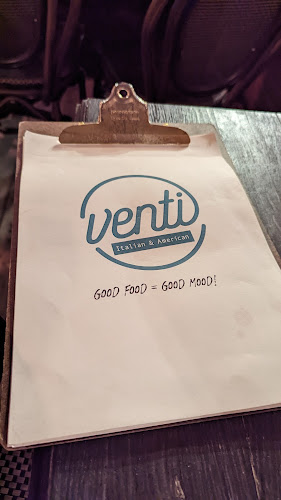 venti
Italian & American
GOOD FOOD = GOOD MOOD!